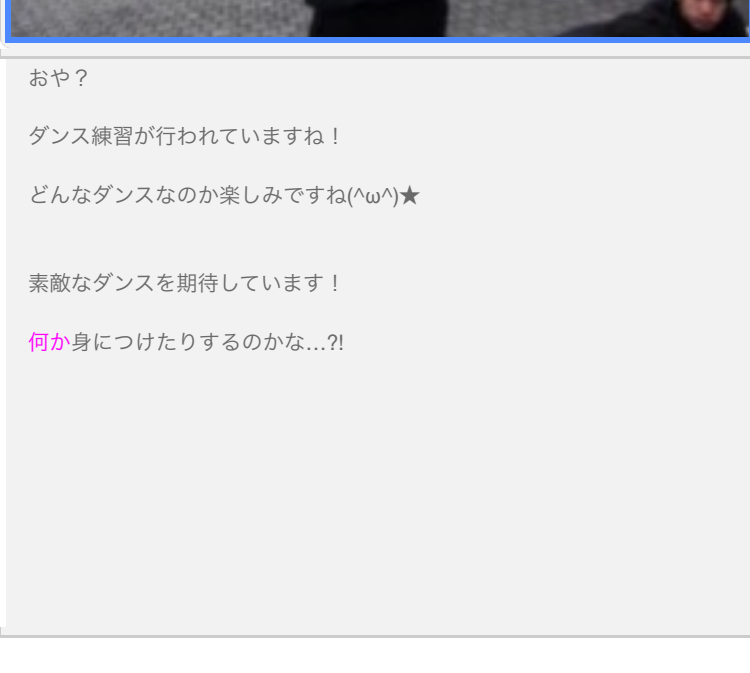 おや？
ダンス練習が行われていますね！
どんなダンスなのか楽しみですね(^ω^)★
素敵なダンスを期待しています！
何か身につけたりするのかな…?!